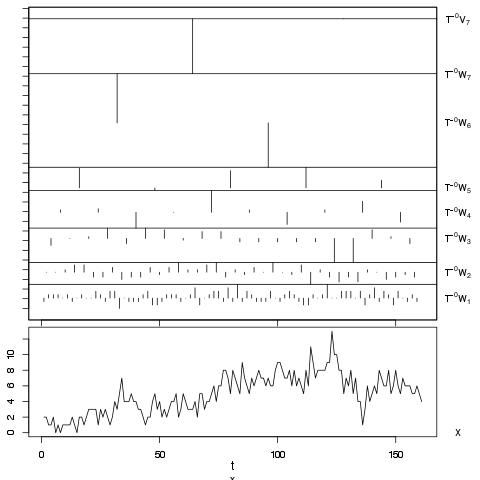 T⁻⁰V₇
T⁻⁰W₇
T⁻⁰W₆
T⁻⁰W₅
T⁻⁰W₄
T⁻⁰W₃
T⁻⁰W₂
T⁻⁰W₁
10
8
6
4
2
0
X
0 50 100 150
t
x